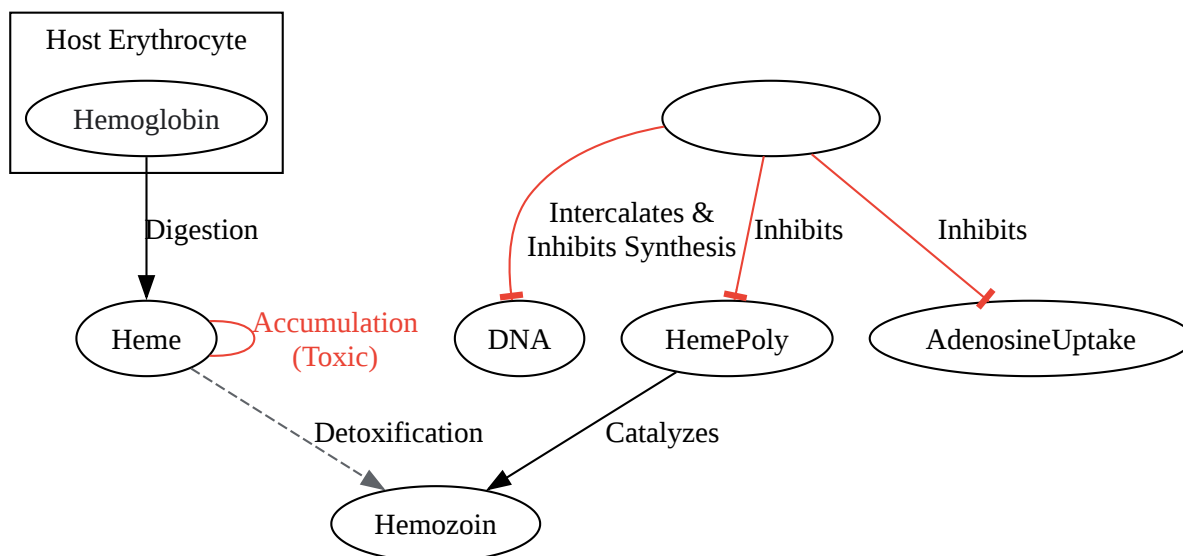 Host Erythrocyte
Hemoglobin
Digestion
Intercalates &
Inhibits Synthesis
Inhibits
Inhibits
Heme
Accumulation
(Toxic)
DNA
HemePoly
AdenosineUptake
Detoxification
Catalyzes
Hemozoin